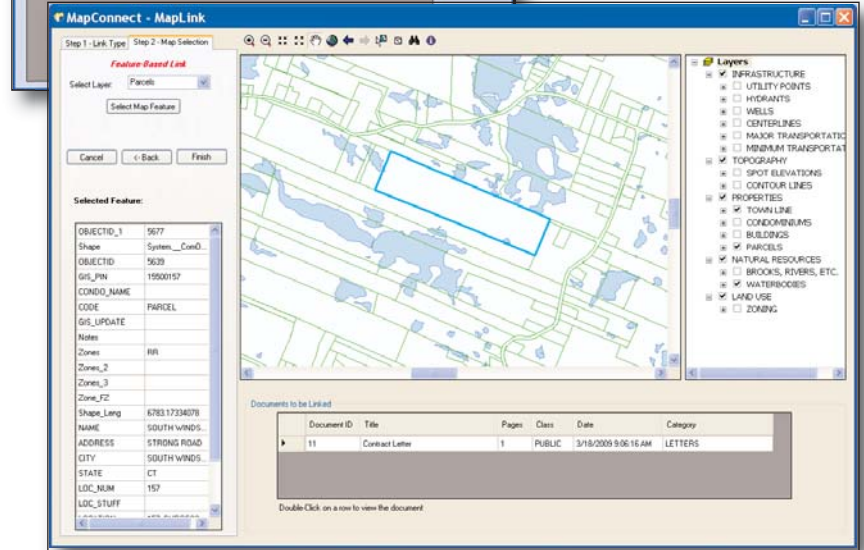 MapConnect - MapLink
Step 1 - Link Type Step 2 - Map Selection
Feature-Based Link
Select Layer: Parcels
Select Map Feature
Cancel <- Back Finish
Selected Feature:
OBJECTID_1 5677
Shape System.__ComO...
OBJECTID 5639
GIS_PIN 19500157
CONDO_NAME
CODE PARCEL
GIS_UPDATE
Notes
Zones RR
Zones_2
Zones_3
Zone_FZ
Shape_Leng 6783.17334078
NAME SOUTH WINDS...
ADDRESS STRONG ROAD
CITY SOUTH WINDS...
STATE CT
LOC_NUM 157
LOC_STUFF
Layers
INFRASTRUCTURE
UTILITY POINTS
HYDRANTS
WELLS
CENTERLINES
MAJOR TRANSPORTATIO
MINIMUM TRANSPORTAT
TOPOGRAPHY
SPOT ELEVATIONS
CONTOUR LINES
PROPERTIES
TOWN LINE
CONDOMINIUMS
BUILDINGS
PARCELS
NATURAL RESOURCES
BROOKS, RIVERS, ETC.
WATERBODIES
LAND USE
ZONING
Documents to be Linked
Document ID Title Pages Class Date Category
11 Contract Letter 1 PUBLIC 3/18/2009 9:06:16 AM LETTERS
Double-Click on a row to view the document